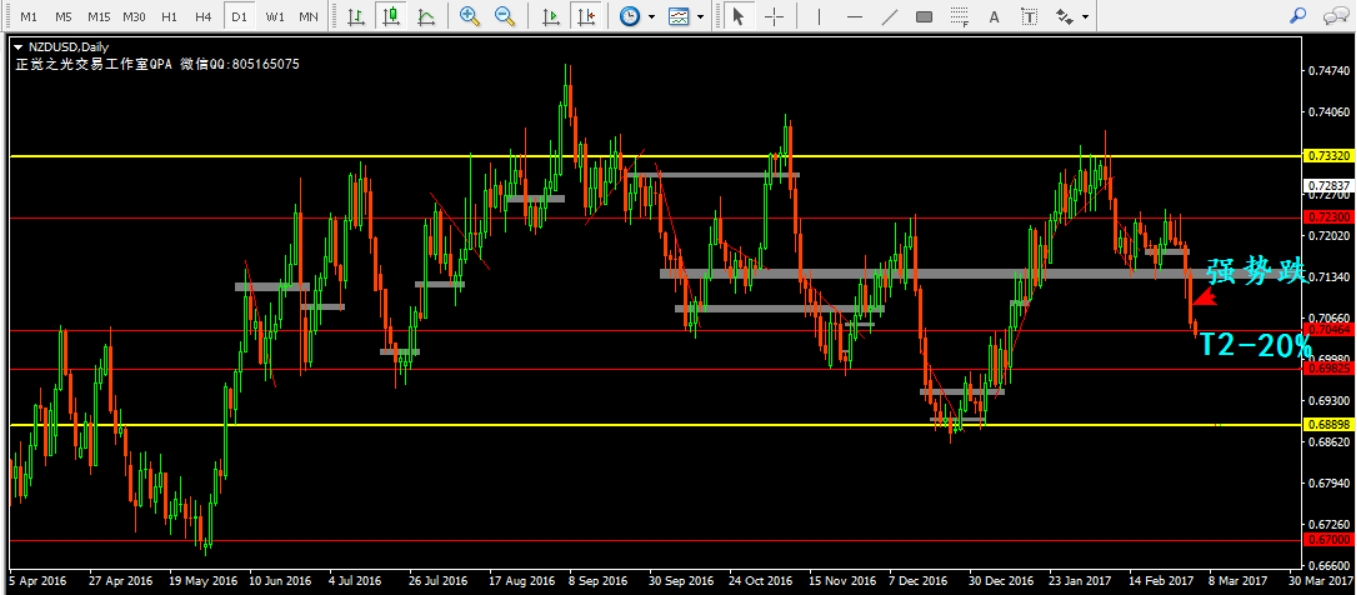 M1 M5 M15 M30 H1 H4 D1 W1 MN
A T
NZDUSD,Daily
正觉之光交易工作室QPA 微信QQ:805165075
0.74740
0.74060
0.73320
0.72837
0.72700
0.72300
0.72020
强势跌
0.71340
0.70660
0.70464
T2-20%
0.69980
0.69825
0.69300
0.68898
0.68620
0.67940
0.67260
0.67000
0.66600
5 Apr 2016 27 Apr 2016 19 May 2016 10 Jun 2016 4 Jul 2016 26 Jul 2016 17 Aug 2016 8 Sep 2016 30 Sep 2016 24 Oct 2016 15 Nov 2016 7 Dec 2016 30 Dec 2016 23 Jan 2017 14 Feb 2017 8 Mar 2017 30 Mar 2017